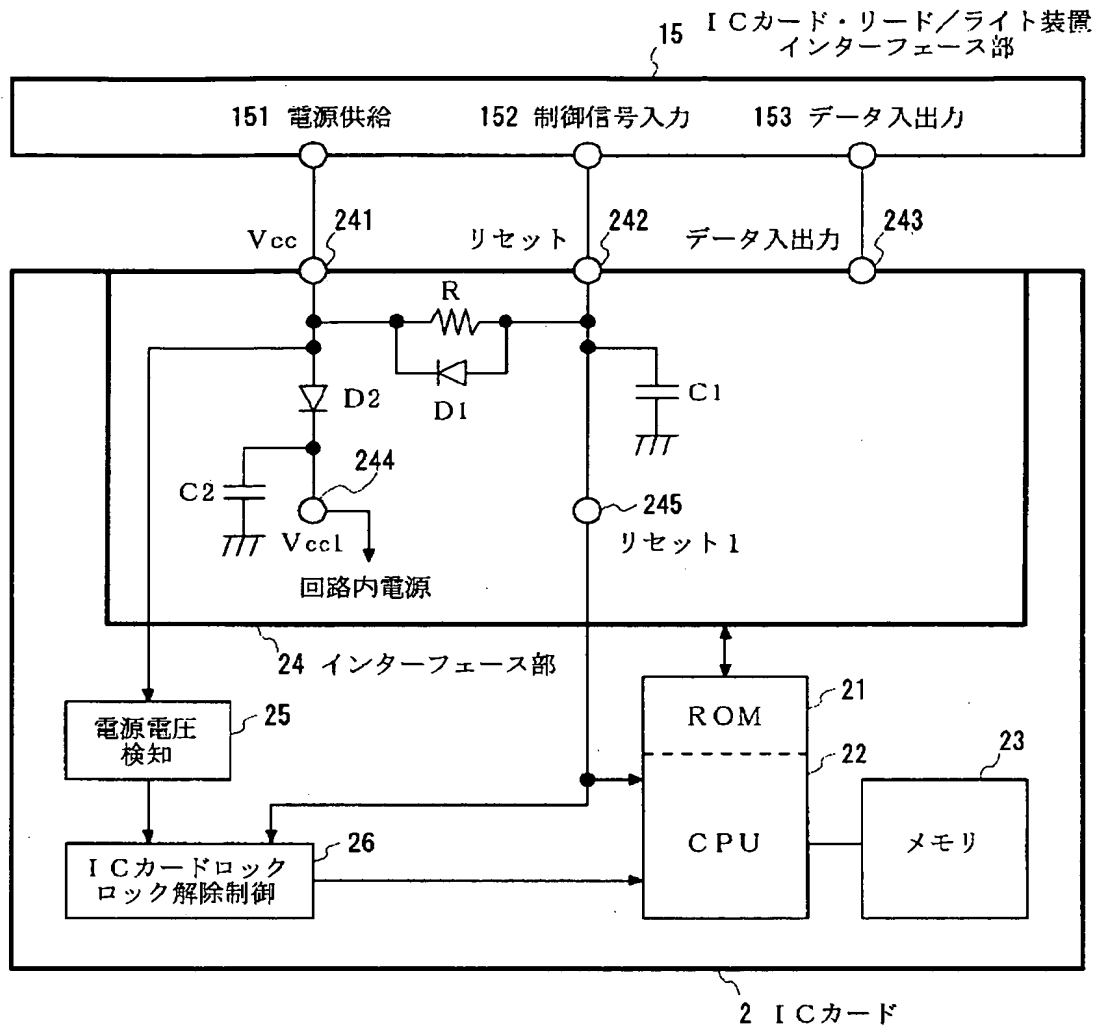 ICカード・リード/ライト装置
15 インターフェース部
151 電源供給 152 制御信号入力 153 データ入出力
Vcc 241 リセット 242 データ入出力 243
R
D1
D2
C1
C2
244
Vcc1
回路内電源
245
リセット1
24 インターフェース部
電源電圧
検知
25
ICカードロック
ロック解除制御
26
ROM
21
22
CPU
23
メモリ
2 ICカード